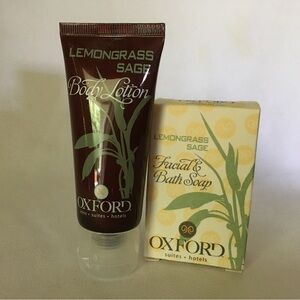 LEMONGRASS
SAGE
Body Lotion
OXFORD
suites • hotels
LEMONGRASS
SAGE
Facial &
Bath Soap
OXFORD
suites • hotels